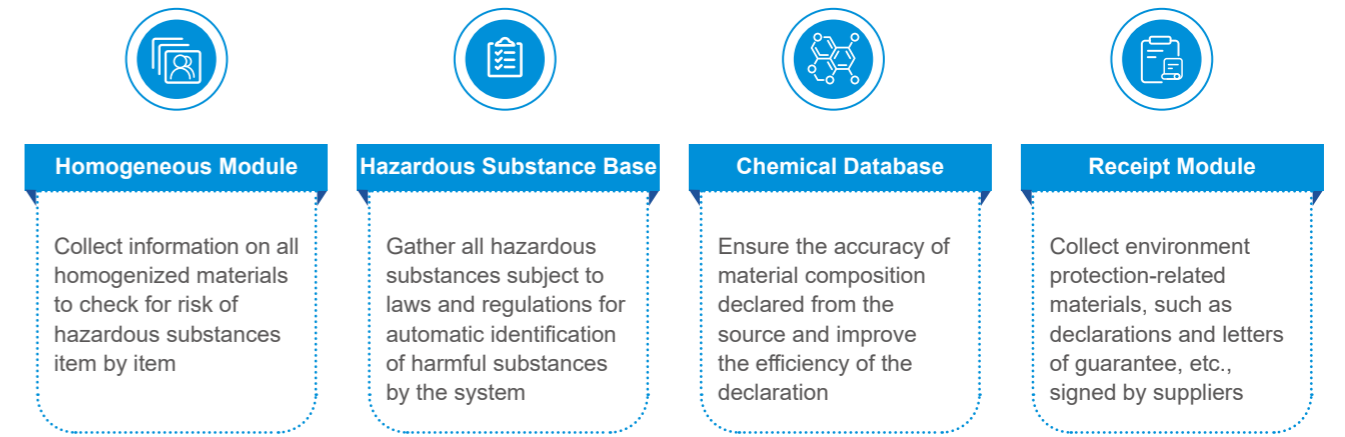 Homogeneous Module
Collect information on all
homogenized materials
to check for risk of
hazardous substances
item by item
Hazardous Substance Base
Gather all hazardous
substances subject to
laws and regulations for
automatic identification
of harmful substances
by the system
Chemical Database
Ensure the accuracy of
material composition
declared from the
source and improve
the efficiency of the
declaration
Receipt Module
Collect environment
protection-related
materials, such as
declarations and letters
of guarantee, etc.,
signed by suppliers